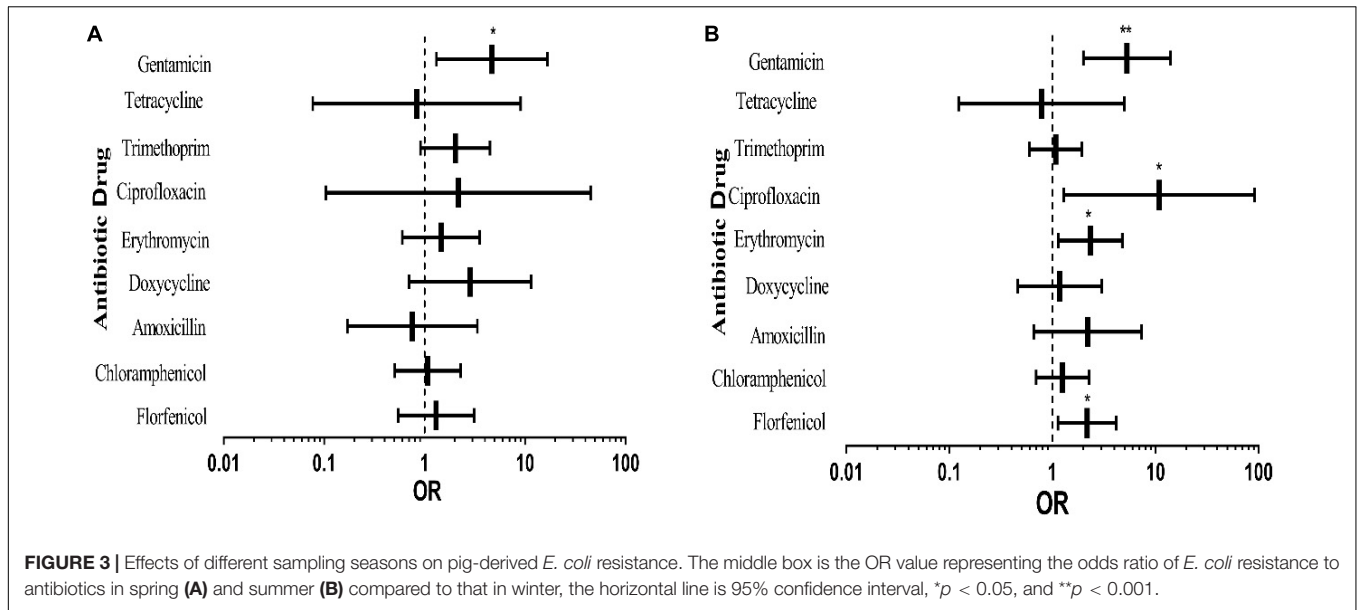 A
*
Gentamicin
Tetracycline
Trimethoprim
Ciprofloxacin
Erythromycin
Doxycycline
Amoxicillin
Chloramphenicol
Florfenicol
Antibiotic Drug
0.01 0.1 1 10 100
OR
B
**
Gentamicin
Tetracycline
Trimethoprim
*
Ciprofloxacin
*
Erythromycin
Doxycycline
Amoxicillin
Chloramphenicol
*
Florfenicol
Antibiotic Drug
0.01 0.1 1 10 100
OR
FIGURE 3 | Effects of different sampling seasons on pig-derived E. coli resistance. The middle box is the OR value representing the odds ratio of E. coli resistance to
antibiotics in spring (A) and summer (B) compared to that in winter, the horizontal line is 95% confidence interval, *p < 0.05, and **p < 0.001.